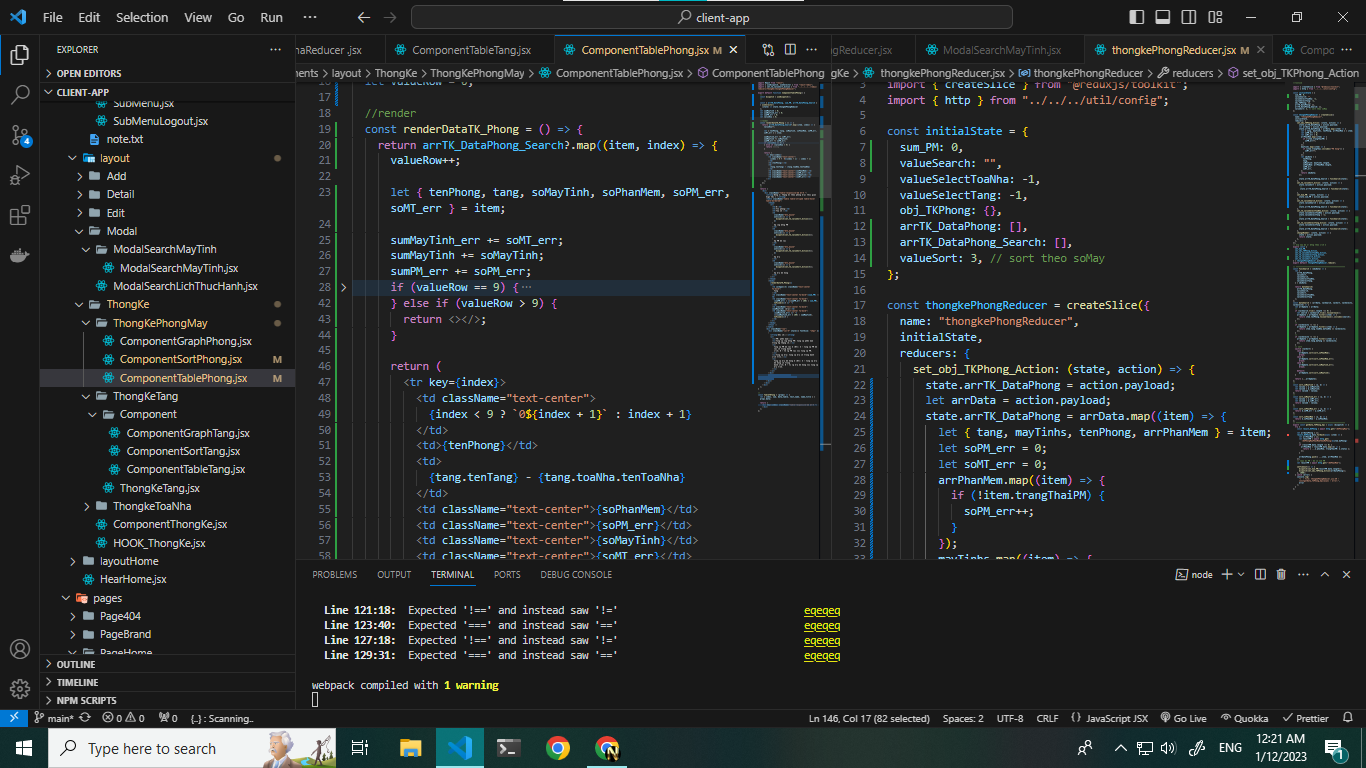 File Edit Selection View Go Run ··· client-app
EXPLORER
OPEN EDITORS
CLIENT-APP
SubMenu.jsx
SubMenuLogout.jsx
note.txt
layout
Add
Detail
Edit
Modal
ModalSearchMayTinh
ModalSearchMayTinh.jsx
ModalSearchLichThucHanh.jsx
ThongKe
ThongKePhongMay
ComponentGraphPhong.jsx
ComponentSortPhong.jsx M
ComponentTablePhong.jsx M
ThongKeTang
Component
ComponentGraphTang.jsx
ComponentSortTang.jsx
ComponentTableTang.jsx
ThongKeTang.jsx
ThongkeToaNha
ComponentThongKe.jsx
HOOK_ThongKe.jsx
layoutHome
HearHome.jsx
pages
Page404
PageBrand
PageHome
OUTLINE
TIMELINE
NPM SCRIPTS
naReducer .jsx ComponentTableTang.jsx ComponentTablePhong.jsx M
nents > layout > ThongKe > ThongKePhongMay > ComponentTablePhong.jsx > ComponentTablePhong
let valueRow = 0;
17
18 //render
19 const renderDataTK_Phong = () => {
20 return arrTK_DataPhong_Search?.map((item, index) => {
21 valueRow++;
22
23 let { tenPhong, tang, soMayTinh, soPhanMem, soPM_err,
soMT_err } = item;
24
25 sumMayTinh_err += soMT_err;
26 sumMayTinh += soMayTinh;
27 sumPM_err += soPM_err;
28 if (valueRow == 9) { ···
42 } else if (valueRow > 9) {
43 return <></>;
44 }
45
46 return (
47 <tr key={index}>
48 <td className="text-center">
49 {index < 9 ? `0${index + 1}` : index + 1}
50 </td>
51 <td>{tenPhong}</td>
52 <td>
53 {tang.tenTang} - {tang.toaNha.tenToaNha}
54 </td>
55 <td className="text-center">{soPhanMem}</td>
56 <td className="text-center">{soPM_err}</td>
57 <td className="text-center">{soMayTinh}</td>
58 <td className="text-center">{soMT_err}</td>
ngReducer.jsx ModalSearchMayTinh.jsx thongkePhongReducer.jsx M Compc
gKe > thongkePhongReducer.jsx > thongkePhongReducer > reducers > set_obj_TKPhong_Action
3 import { createSlice } from "@reduxjs/toolkit";
4 import { http } from "../../../util/config";
5
6 const initialState = {
7 sum_PM: 0,
8 valueSearch: "",
9 valueSelectToaNha: -1,
10 valueSelectTang: -1,
11 obj_TKPhong: {},
12 arrTK_DataPhong: [],
13 arrTK_DataPhong_Search: [],
14 valueSort: 3, // sort theo soMay
15 };
16
17 const thongkePhongReducer = createSlice({
18 name: "thongkePhongReducer",
19 initialState,
20 reducers: {
21 set_obj_TKPhong_Action: (state, action) => {
22 state.arrTK_DataPhong = action.payload;
23 let arrData = action.payload;
24 state.arrTK_DataPhong = arrData.map((item) => {
25 let { tang, mayTinhs, tenPhong, arrPhanMem } = item;
26 let soPM_err = 0;
27 let soMT_err = 0;
28 arrPhanMem.map((item) => {
29 if (!item.trangThaiPM) {
30 soPM_err++;
31 }
32 });
33 mayTinhs.map((item) => {
PROBLEMS OUTPUT TERMINAL PORTS DEBUG CONSOLE node
Line 121:18: Expected '!==' and instead saw '!=' eqeqeq
Line 123:40: Expected '===' and instead saw '==' eqeqeq
Line 127:18: Expected '!==' and instead saw '!=' eqeqeq
Line 129:31: Expected '===' and instead saw '==' eqeqeq
webpack compiled with 1 warning
4
main* 0 0 0 {..} : Scanning.. Ln 146, Col 17 (82 selected) Spaces: 2 UTF-8 CRLF JavaScript JSX Go Live Quokka Prettier
Type here to search
ENG
12:21 AM
1/12/2023
1